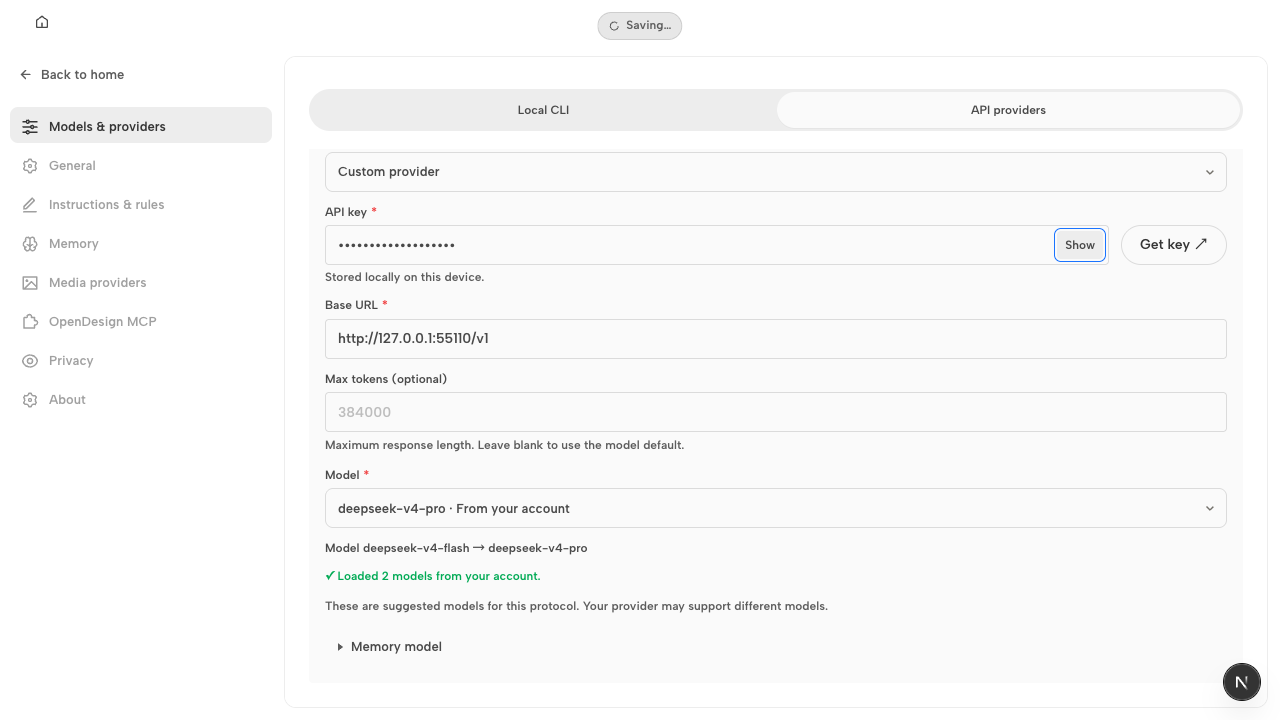 Saving…
Back to home
Models & providers
General
Instructions & rules
Memory
Media providers
OpenDesign MCP
Privacy
About
Local CLI
API providers
Custom provider
API key *
••••••••••••••••••• Show
Get key ↗
Stored locally on this device.
Base URL *
http://127.0.0.1:55110/v1
Max tokens (optional)
384000
Maximum response length. Leave blank to use the model default.
Model *
deepseek-v4-pro · From your account
Model deepseek-v4-flash → deepseek-v4-pro
✓ Loaded 2 models from your account.
These are suggested models for this protocol. Your provider may support different models.
Memory model
N